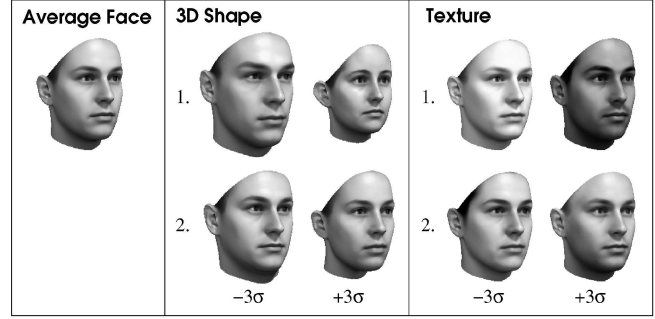 Average Face
3D Shape
Texture
1.
1.
2.
2.
−3σ
+3σ
−3σ
+3σ